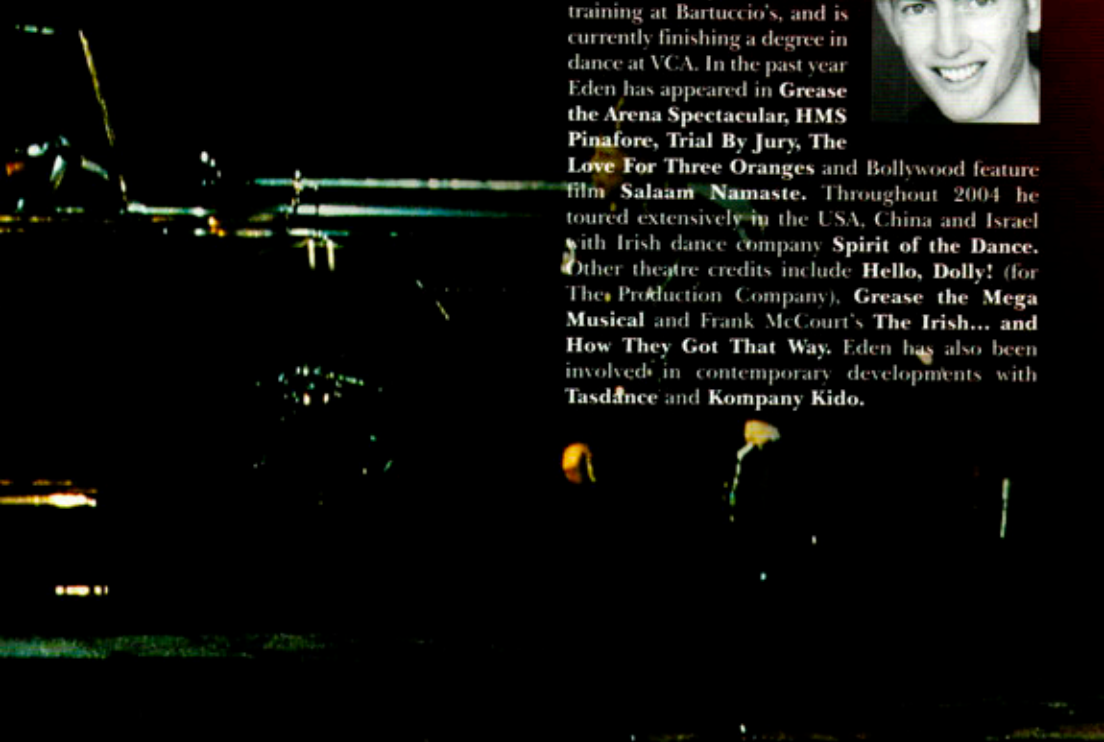 training at Bartuccio's, and is
currently finishing a degree in
dance at VCA. In the past year
Eden has appeared in Grease
the Arena Spectacular, HMS
Pinafore, Trial By Jury, The
Love For Three Oranges and Bollywood feature
film Salaam Namaste. Throughout 2004 he
toured extensively in the USA, China and Israel
with Irish dance company Spirit of the Dance.
Other theatre credits include Hello, Dolly! (for
The Production Company), Grease the Mega
Musical and Frank McCourt's The Irish... and
How They Got That Way. Eden has also been
involved in contemporary developments with
Tasdance and Kompany Kido.